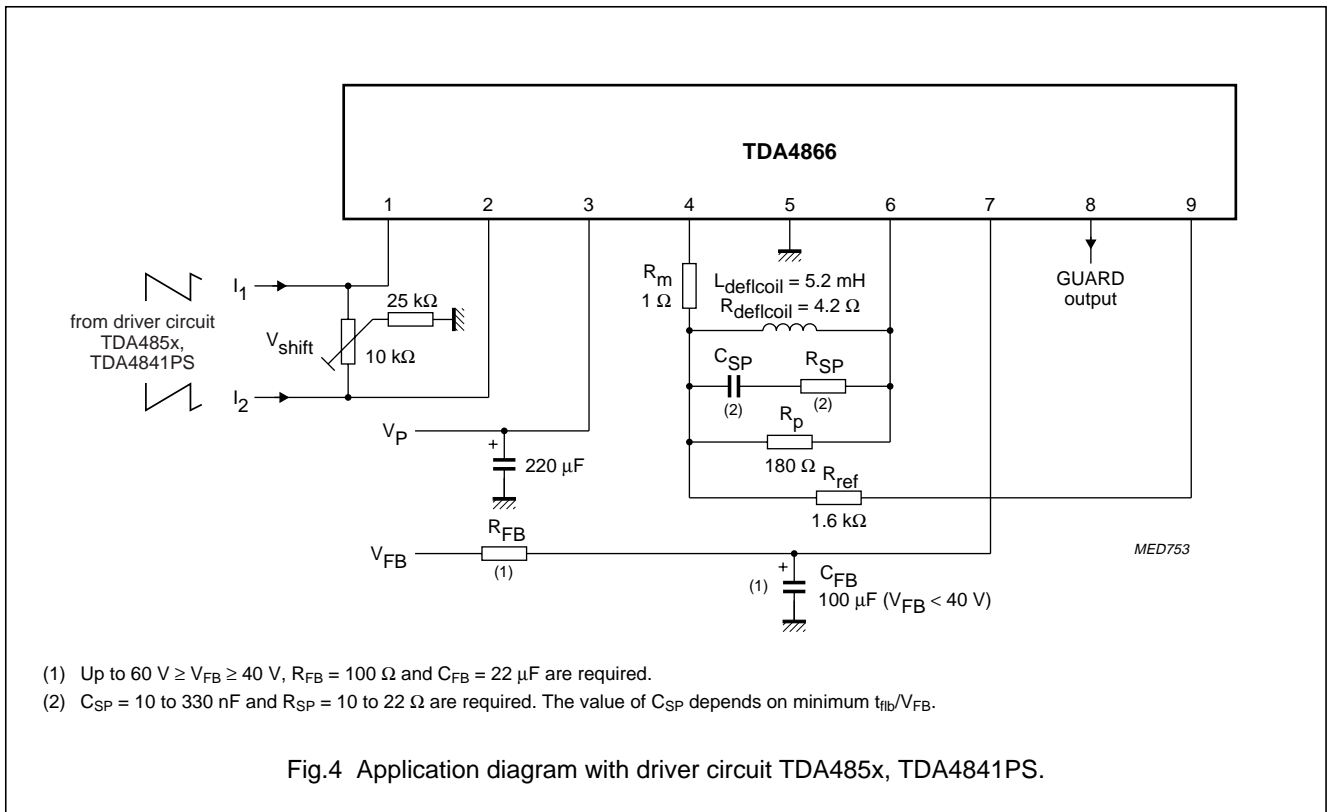 TDA4866
1 2 3 4 5 6 7 8 9
I1
I2
from driver circuit
TDA485x,
TDA4841PS
Vshift
25 kΩ
10 kΩ
VP
+
220 μF
Rm
1 Ω
Ldeflcoil = 5.2 mH
Rdeflcoil = 4.2 Ω
CSP
(2)
RSP
(2)
Rp
180 Ω
Rref
1.6 kΩ
GUARD
output
VFB
RFB
(1)
(1)
+
CFB
100 μF (VFB < 40 V)
MED753
(1) Up to 60 V ≥ VFB ≥ 40 V, RFB = 100 Ω and CFB = 22 μF are required.
(2) CSP = 10 to 330 nF and RSP = 10 to 22 Ω are required. The value of CSP depends on minimum tflb/VFB.
Fig.4 Application diagram with driver circuit TDA485x, TDA4841PS.